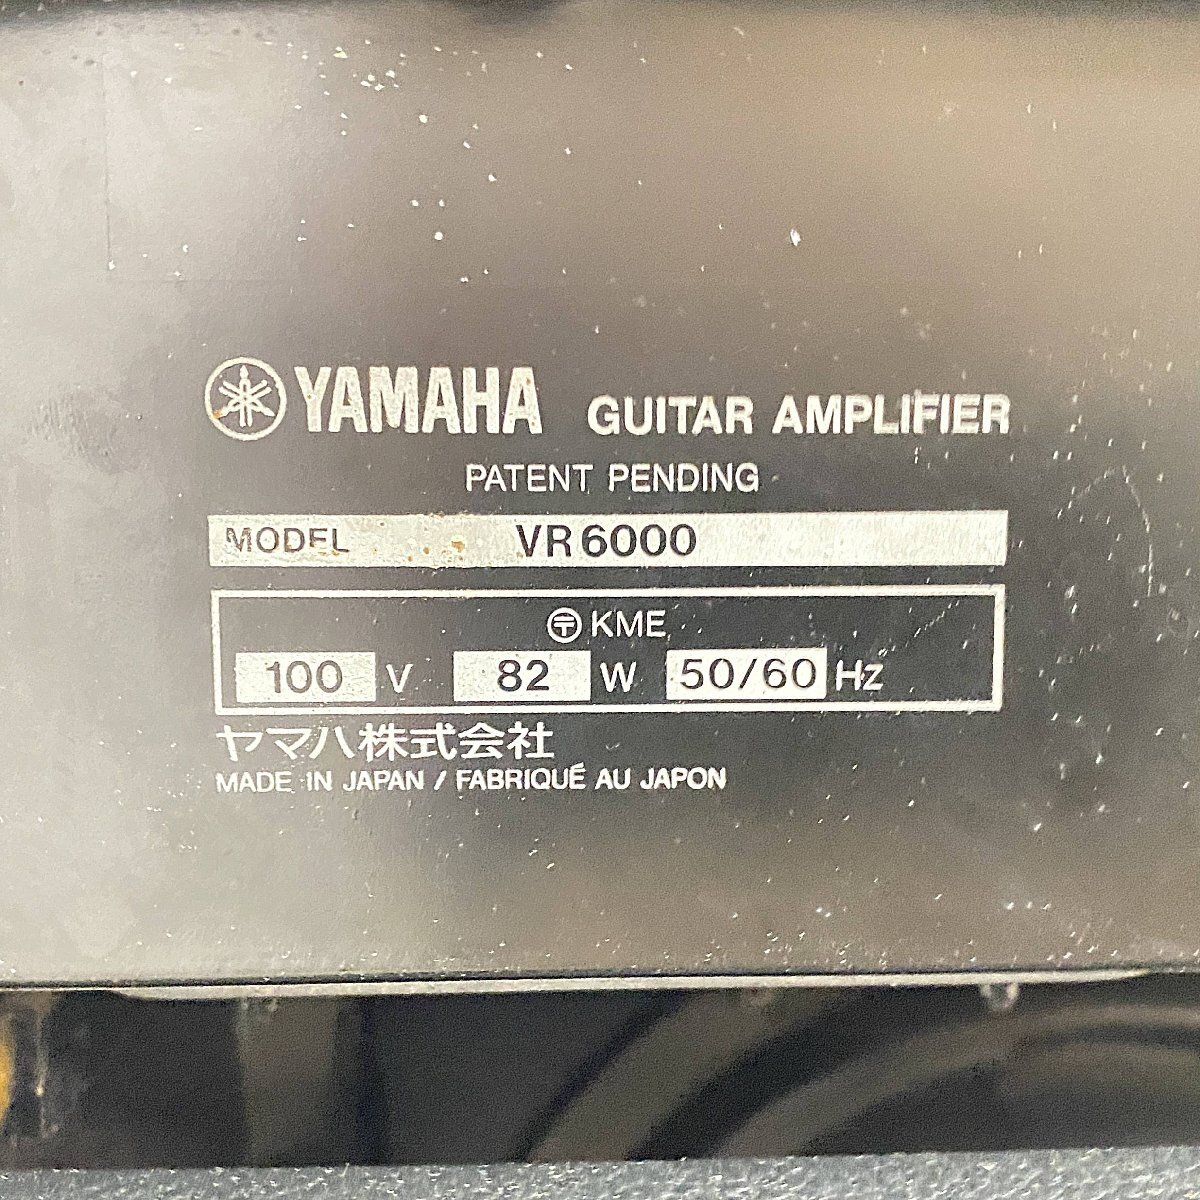 YAMAHA GUITAR AMPLIFIER
PATENT PENDING
MODEL VR6000
〶 KME
100 V 82 W 50/60 Hz
ヤマハ株式会社
MADE IN JAPAN / FABRIQUÉ AU JAPON